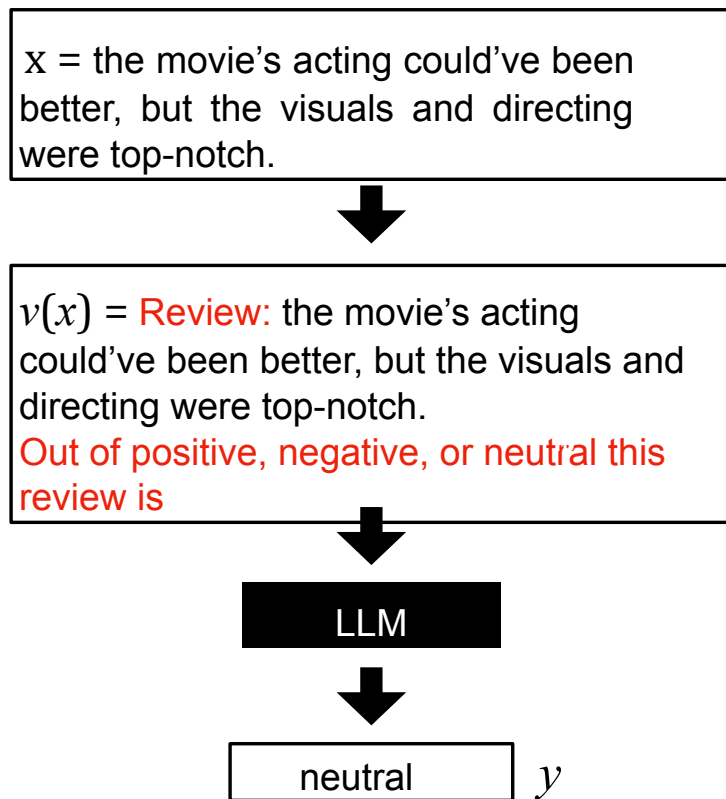 x = the movie’s acting could’ve been
better, but the visuals and directing
were top-notch.
v(x) = Review: the movie’s acting
could’ve been better, but the visuals and
directing were top-notch.
Out of positive, negative, or neutral this
review is
LLM
neutral y